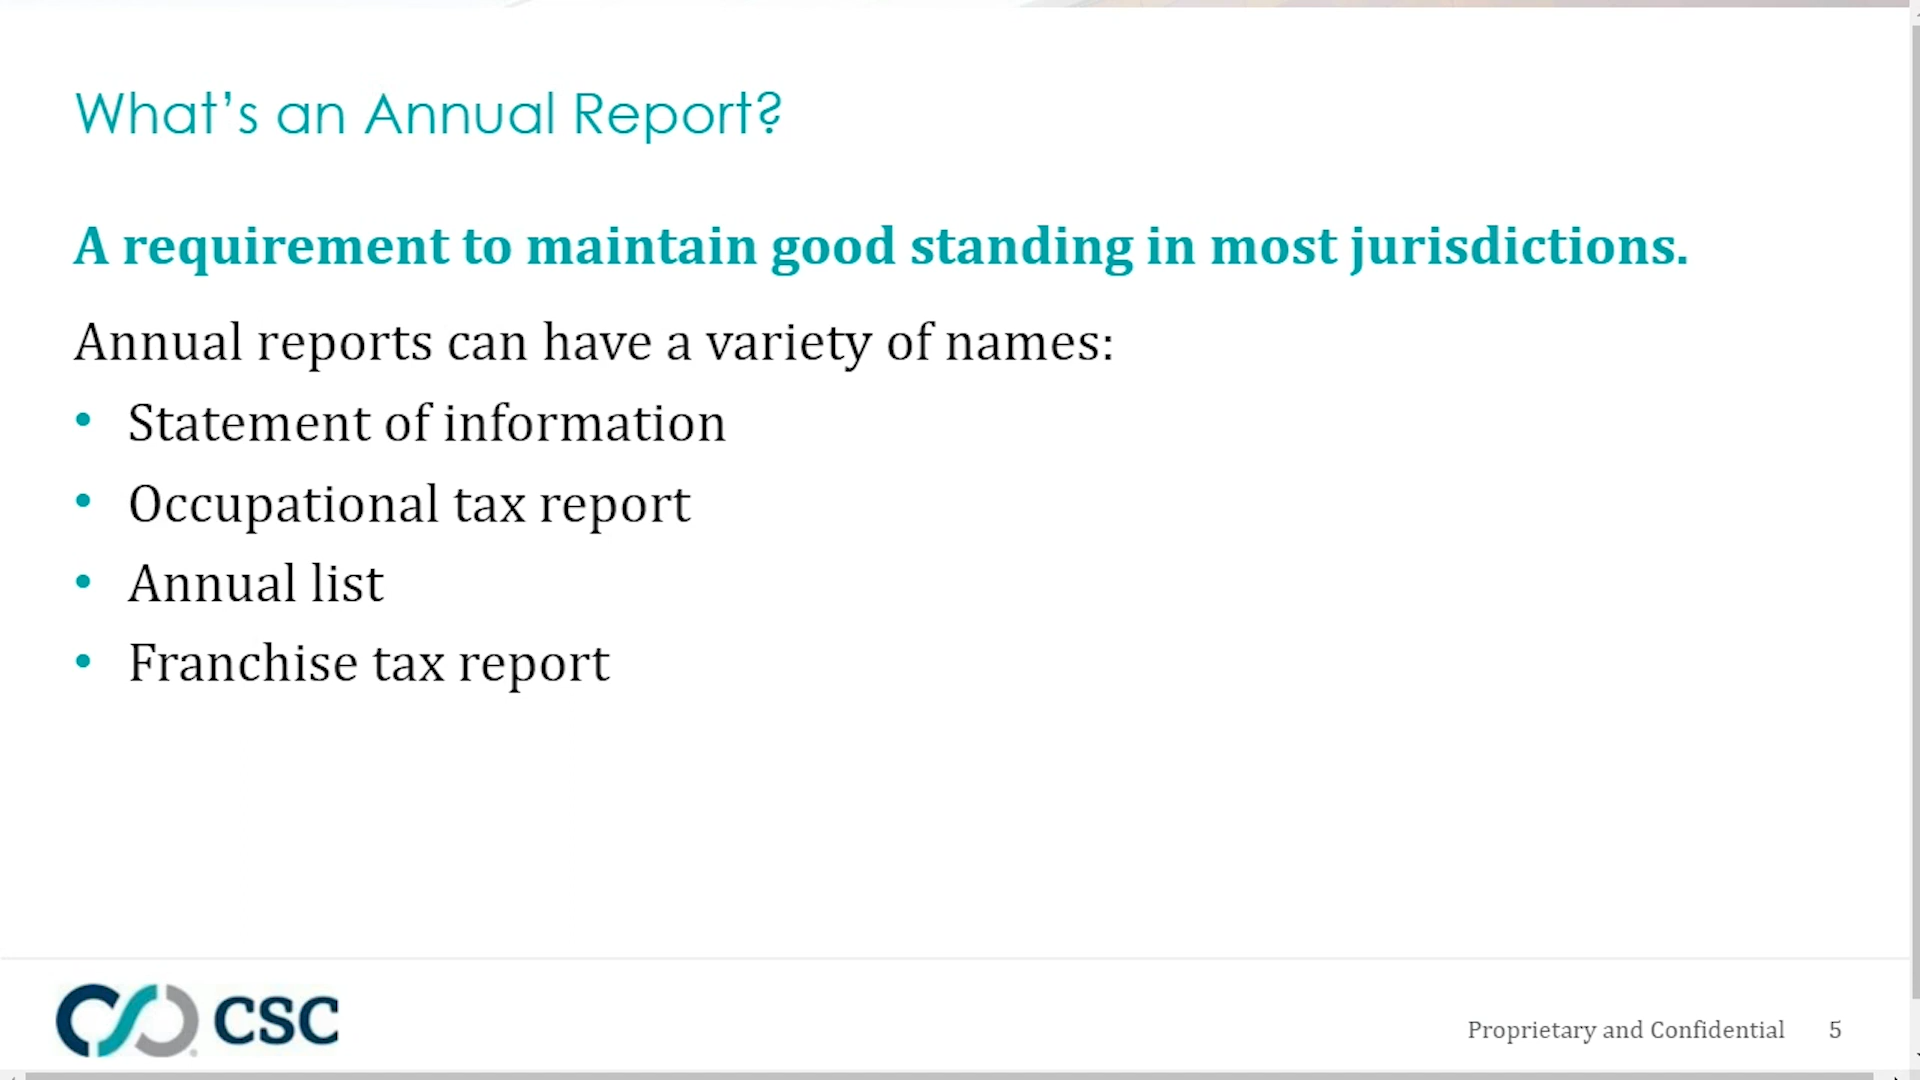 What's an Annual Report?
A requirement to maintain good standing in most jurisdictions.
Annual reports can have a variety of names:
• Statement of information
• Occupational tax report
• Annual list
• Franchise tax report
CSC
Proprietary and Confidential 5